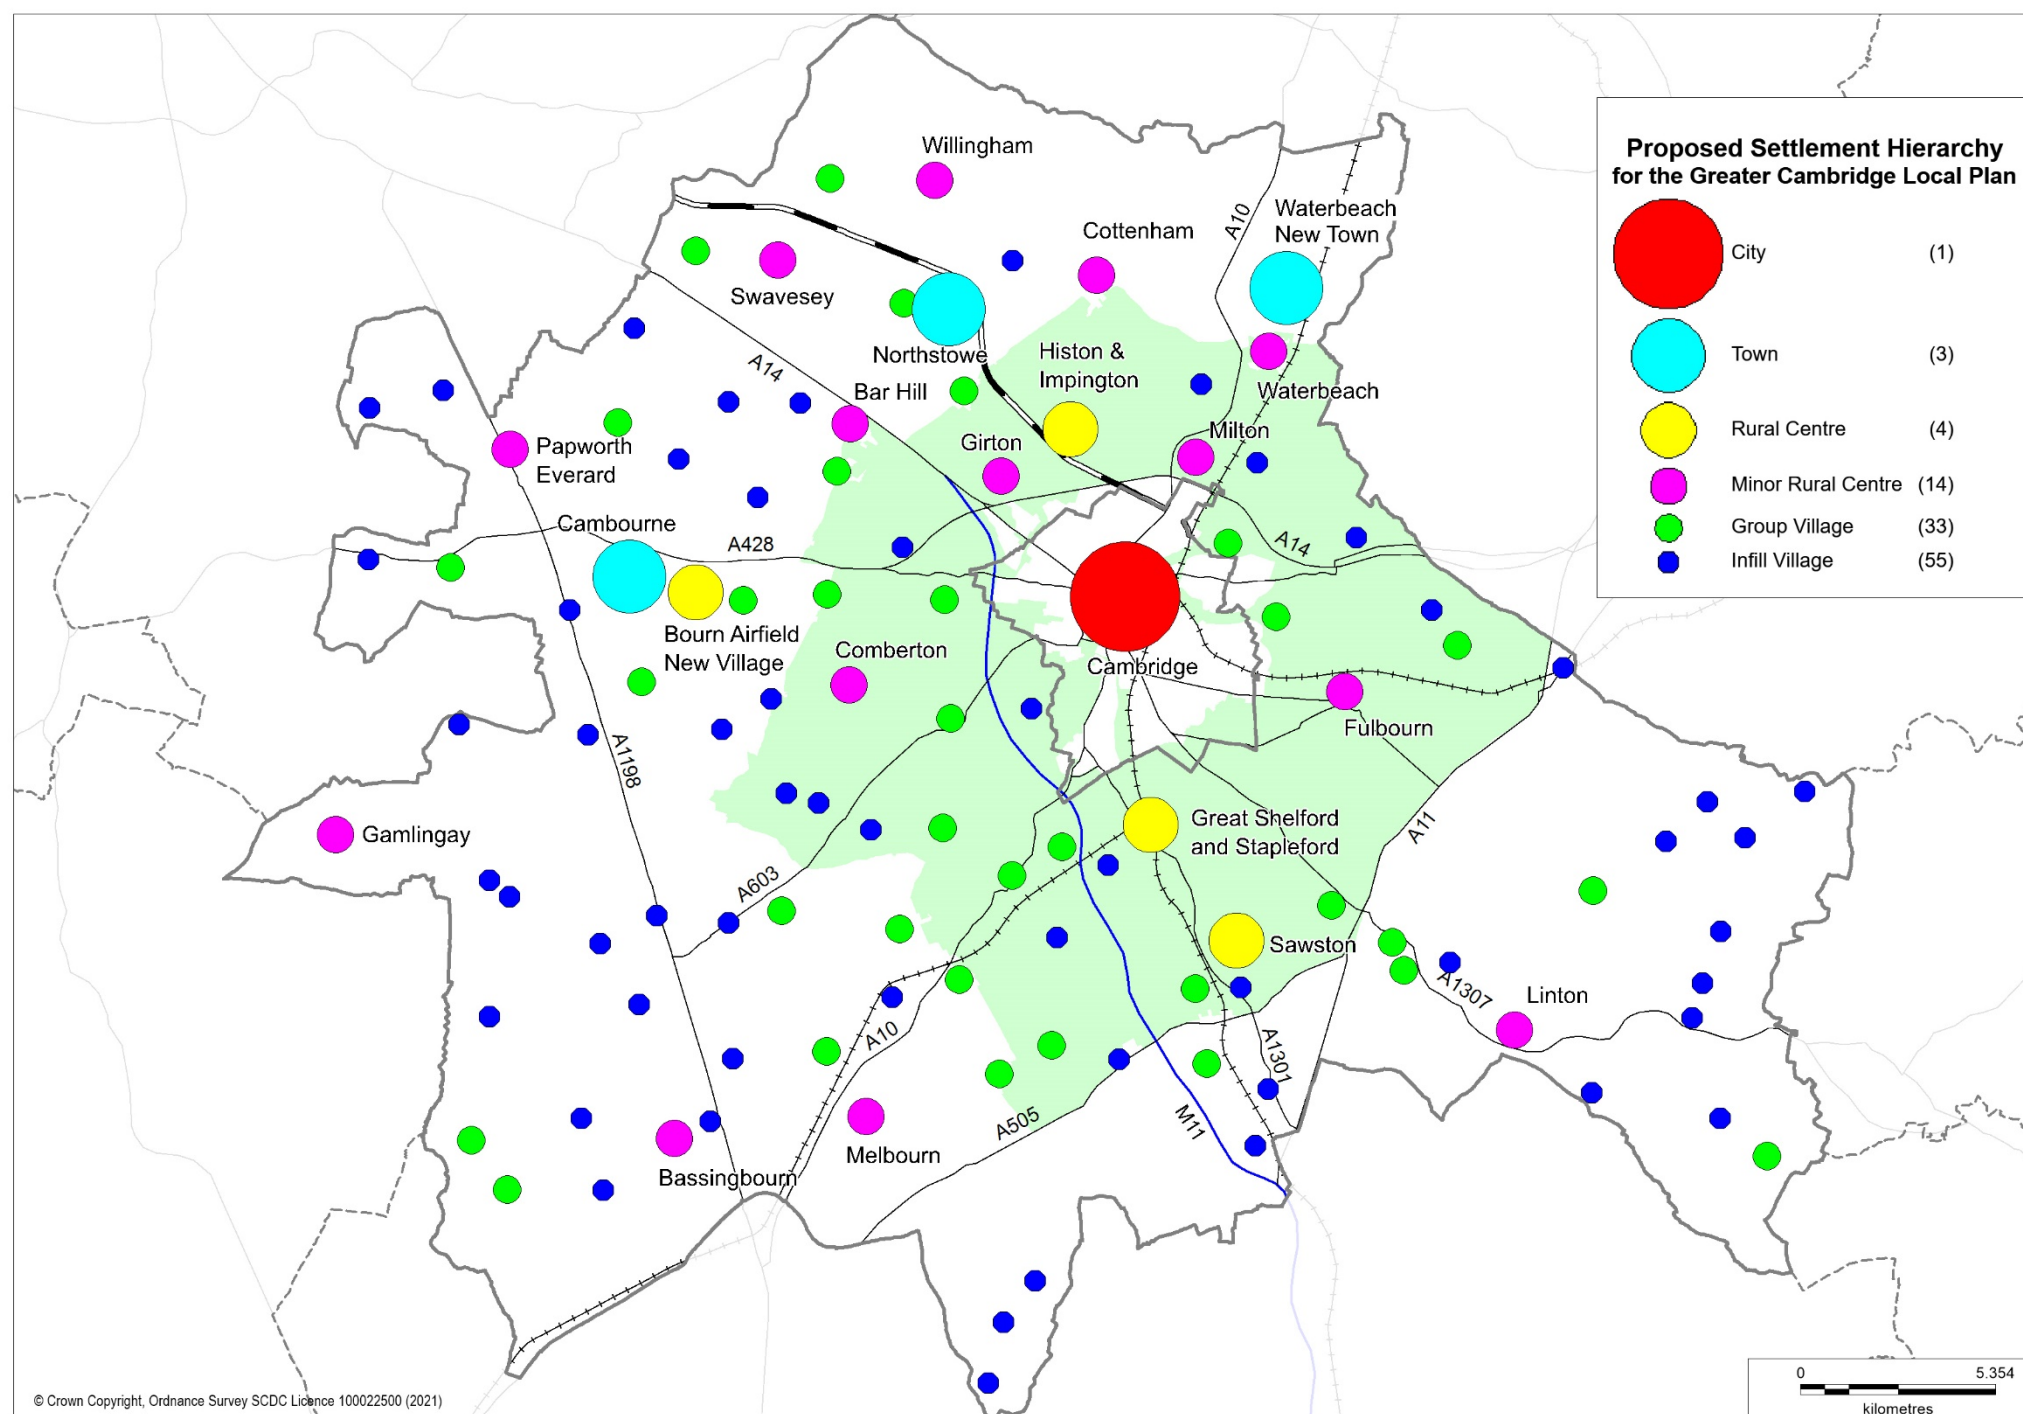 Proposed Settlement Hierarchy
for the Greater Cambridge Local Plan
City (1)
Town (3)
Rural Centre (4)
Minor Rural Centre (14)
Group Village (33)
Infill Village (55)
Willingham
Cottenham
A10
Waterbeach
New Town
Swavesey
Northstowe
A14
Histon &
Impington
Bar Hill
Waterbeach
Girton
Milton
Papworth
Everard
Cambourne
A428
A14
Bourn Airfield
New Village
Comberton
Cambridge
Fulbourn
A1198
Gamlingay
Great Shelford
and Stapleford
A11
A603
Sawston
A1307
Linton
A10
A1301
M11
A505
Melbourn
Bassingbourn
0 5.354
kilometres
© Crown Copyright, Ordnance Survey SCDC Licence 100022500 (2021)